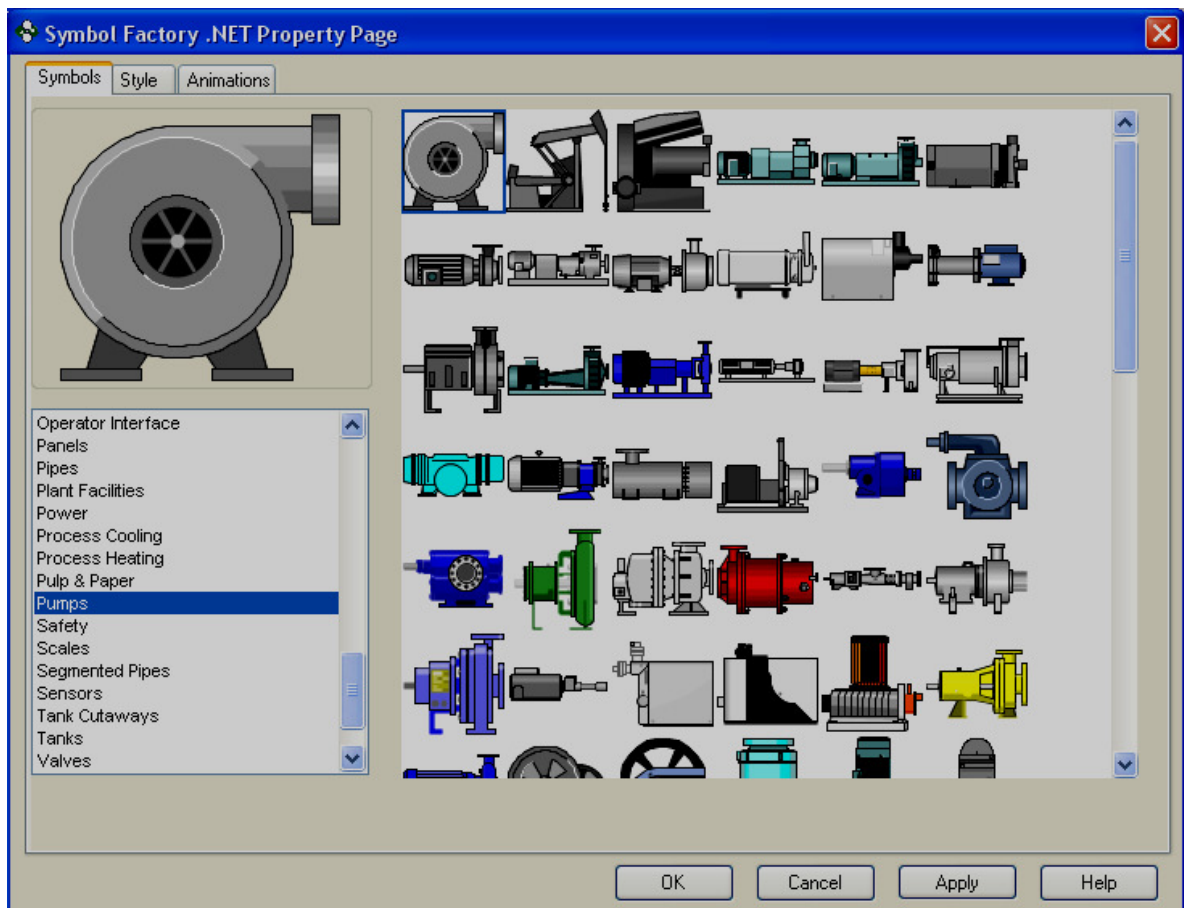 Symbol Factory .NET Property Page
Symbols Style Animations
Operator Interface
Panels
Pipes
Plant Facilities
Power
Process Cooling
Process Heating
Pulp & Paper
Pumps
Safety
Scales
Segmented Pipes
Sensors
Tank Cutaways
Tanks
Valves
OK Cancel Apply Help